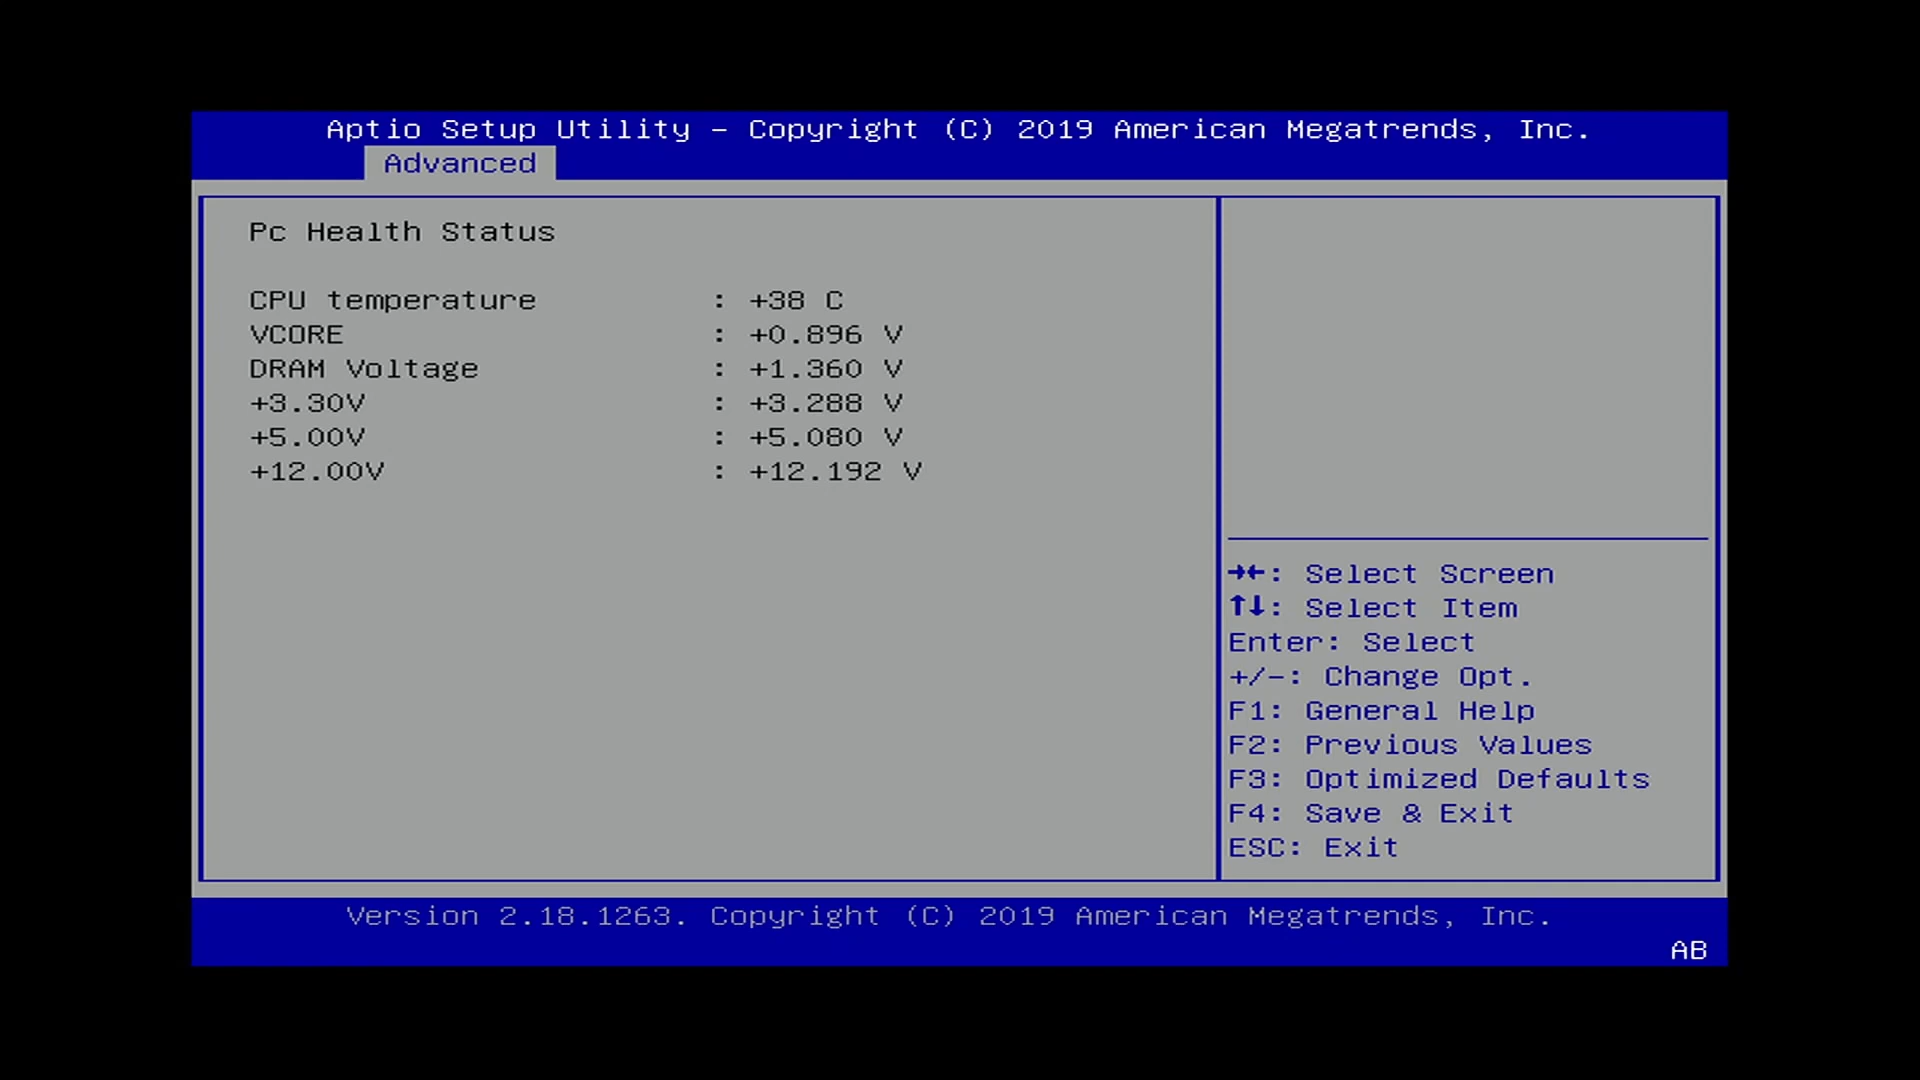 Aptio Setup Utility – Copyright (C) 2019 American Megatrends, Inc.
Advanced
Pc Health Status
CPU temperature : +38 C
VCORE : +0.896 V
DRAM Voltage : +1.360 V
+3.30V : +3.288 V
+5.00V : +5.080 V
+12.00V : +12.192 V
→←: Select Screen
↑↓: Select Item
Enter: Select
+/-: Change Opt.
F1: General Help
F2: Previous Values
F3: Optimized Defaults
F4: Save & Exit
ESC: Exit
Version 2.18.1263. Copyright (C) 2019 American Megatrends, Inc.
AB